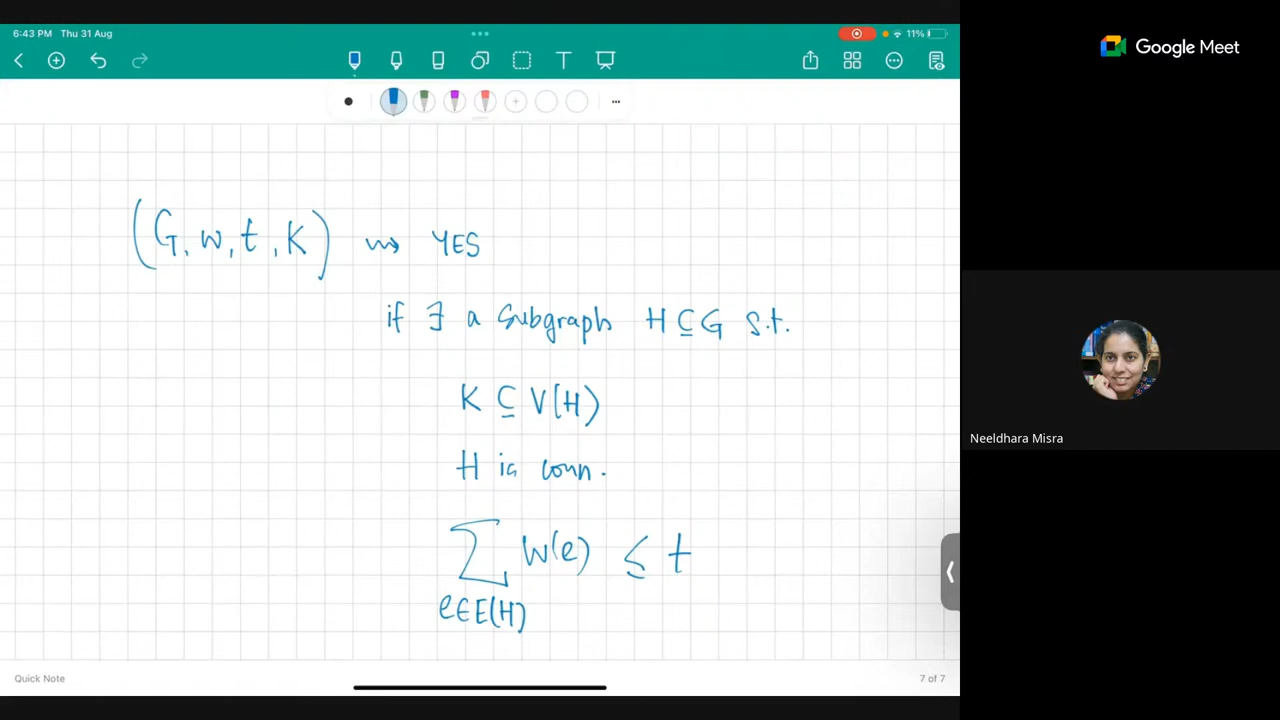 6:43 PM Thu 31 Aug
11%
Google Meet
(G, w, t, K) ⇝ YES
if ∃ a subgraph H ⊆ G s.t.
K ⊆ V(H)
H is conn.
∑ w(e) ≤ t
e∈E(H)
Neeldhara Misra
Quick Note
7 of 7